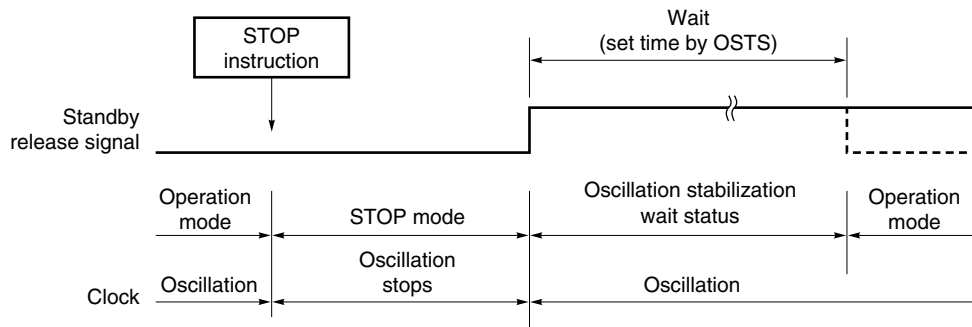 Wait
(set time by OSTS)
STOP
instruction
Standby
release signal
Operation
mode
STOP mode
Oscillation stabilization
wait status
Operation
mode
Clock
Oscillation
Oscillation
stops
Oscillation